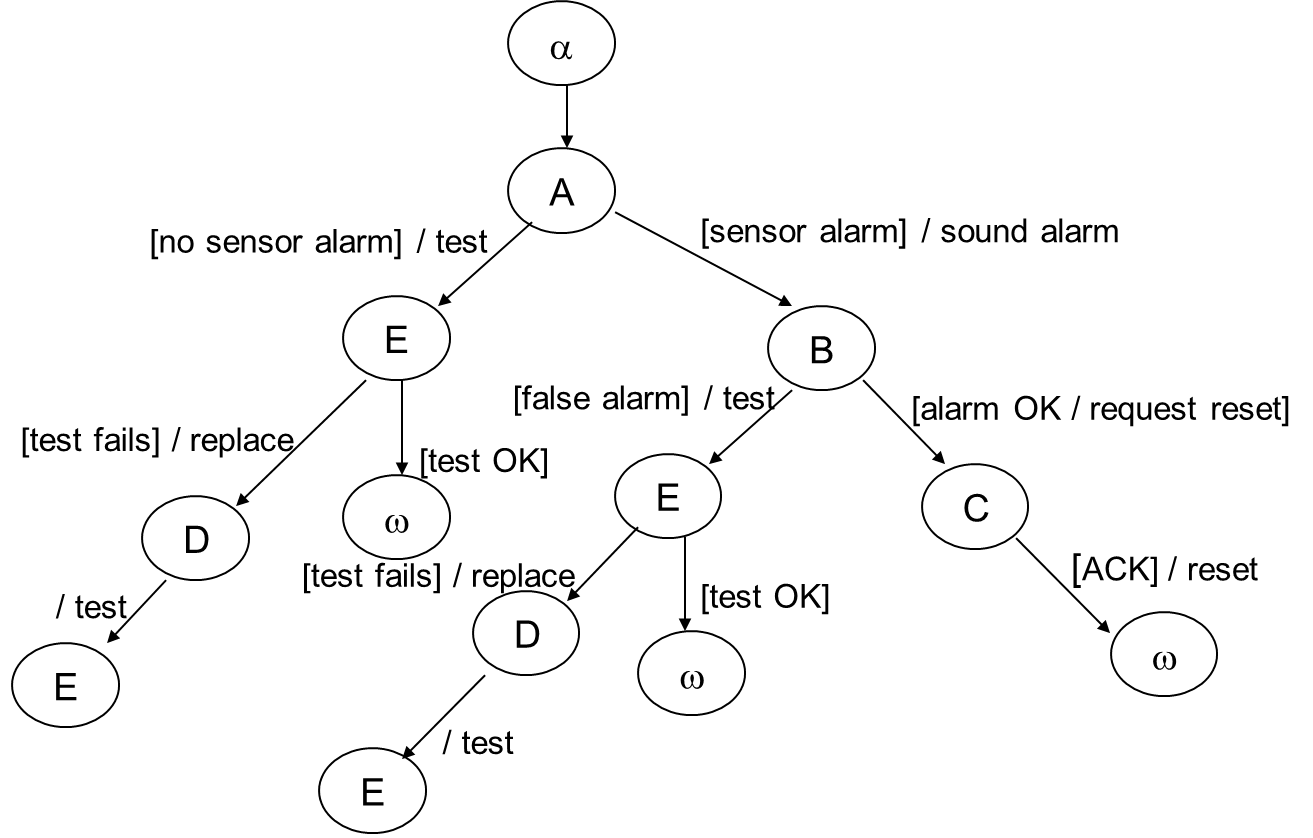 α
A
[no sensor alarm] / test
[sensor alarm] / sound alarm
E
B
[false alarm] / test
[alarm OK / request reset]
[test fails] / replace
[test OK]
E
C
D
ω
[test fails] / replace
[test OK]
[ACK] / reset
/ test
D
E
ω
ω
/ test
E